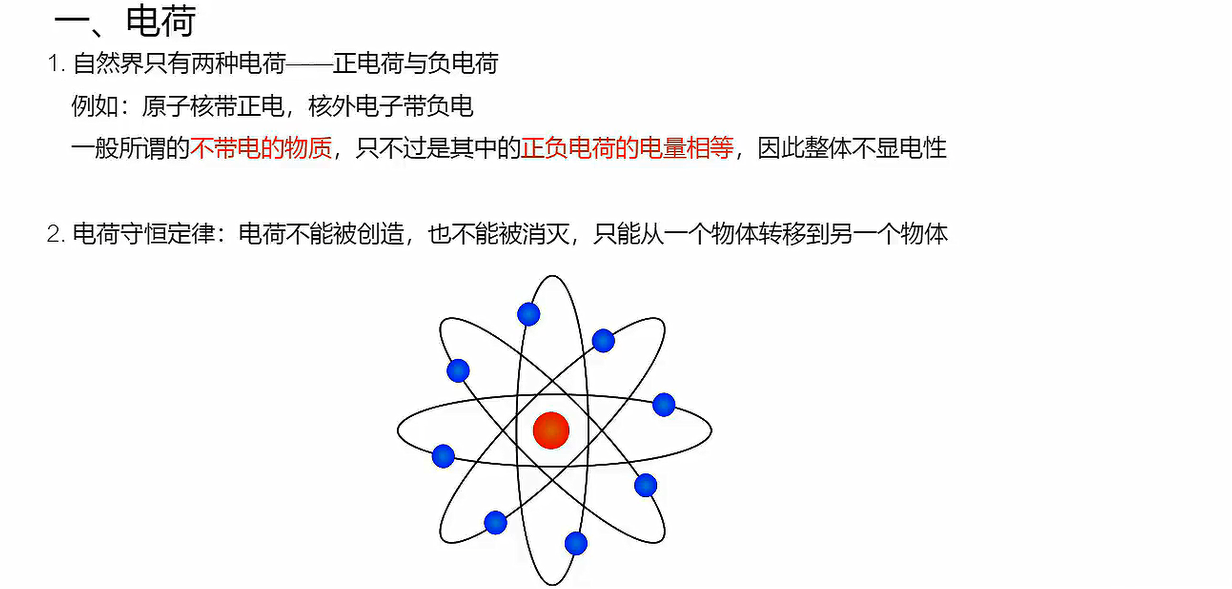 一、电荷
1. 自然界只有两种电荷——正电荷与负电荷
例如：原子核带正电，核外电子带负电
一般所谓的不带电的物质，只不过是其中的正负电荷的电量相等，因此整体不显电性
2. 电荷守恒定律：电荷不能被创造，也不能被消灭，只能从一个物体转移到另一个物体